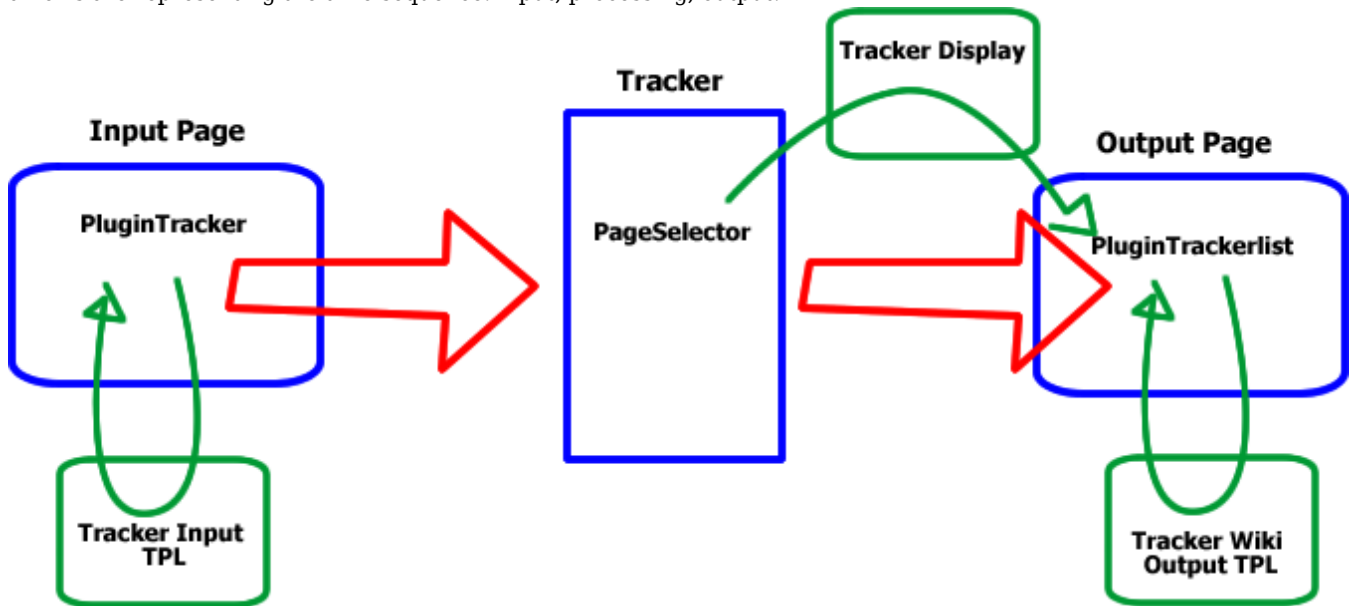 Tracker Display
Tracker
Input Page
Output Page
PluginTracker
PageSelector
PluginTrackerlist
Tracker Input
TPL
Tracker Wiki
Output TPL